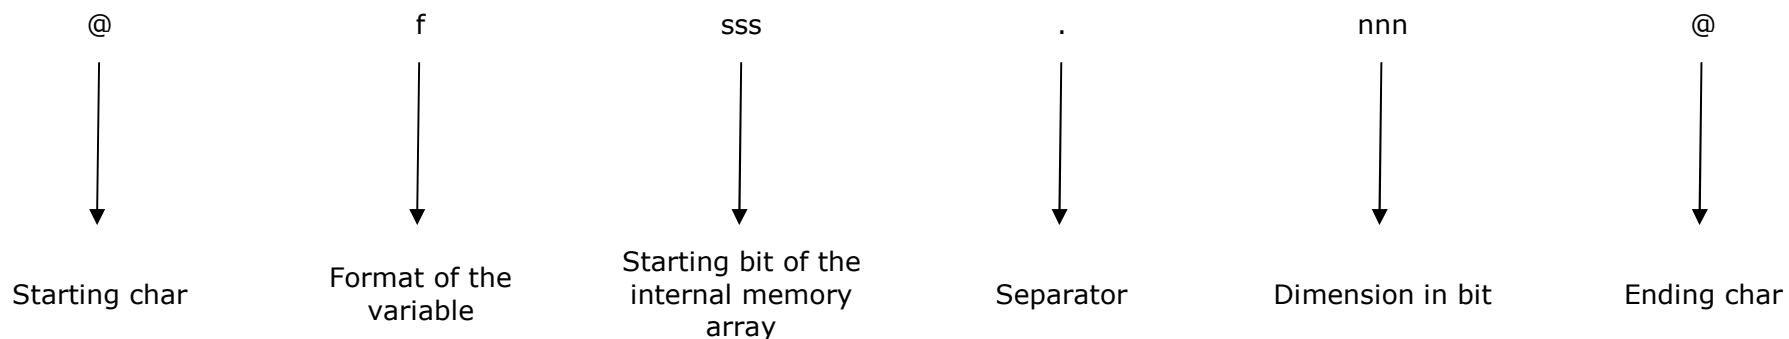 @ f sss . nnn @
Starting char
Format of the
variable
Starting bit of the
internal memory
array
Separator
Dimension in bit
Ending char